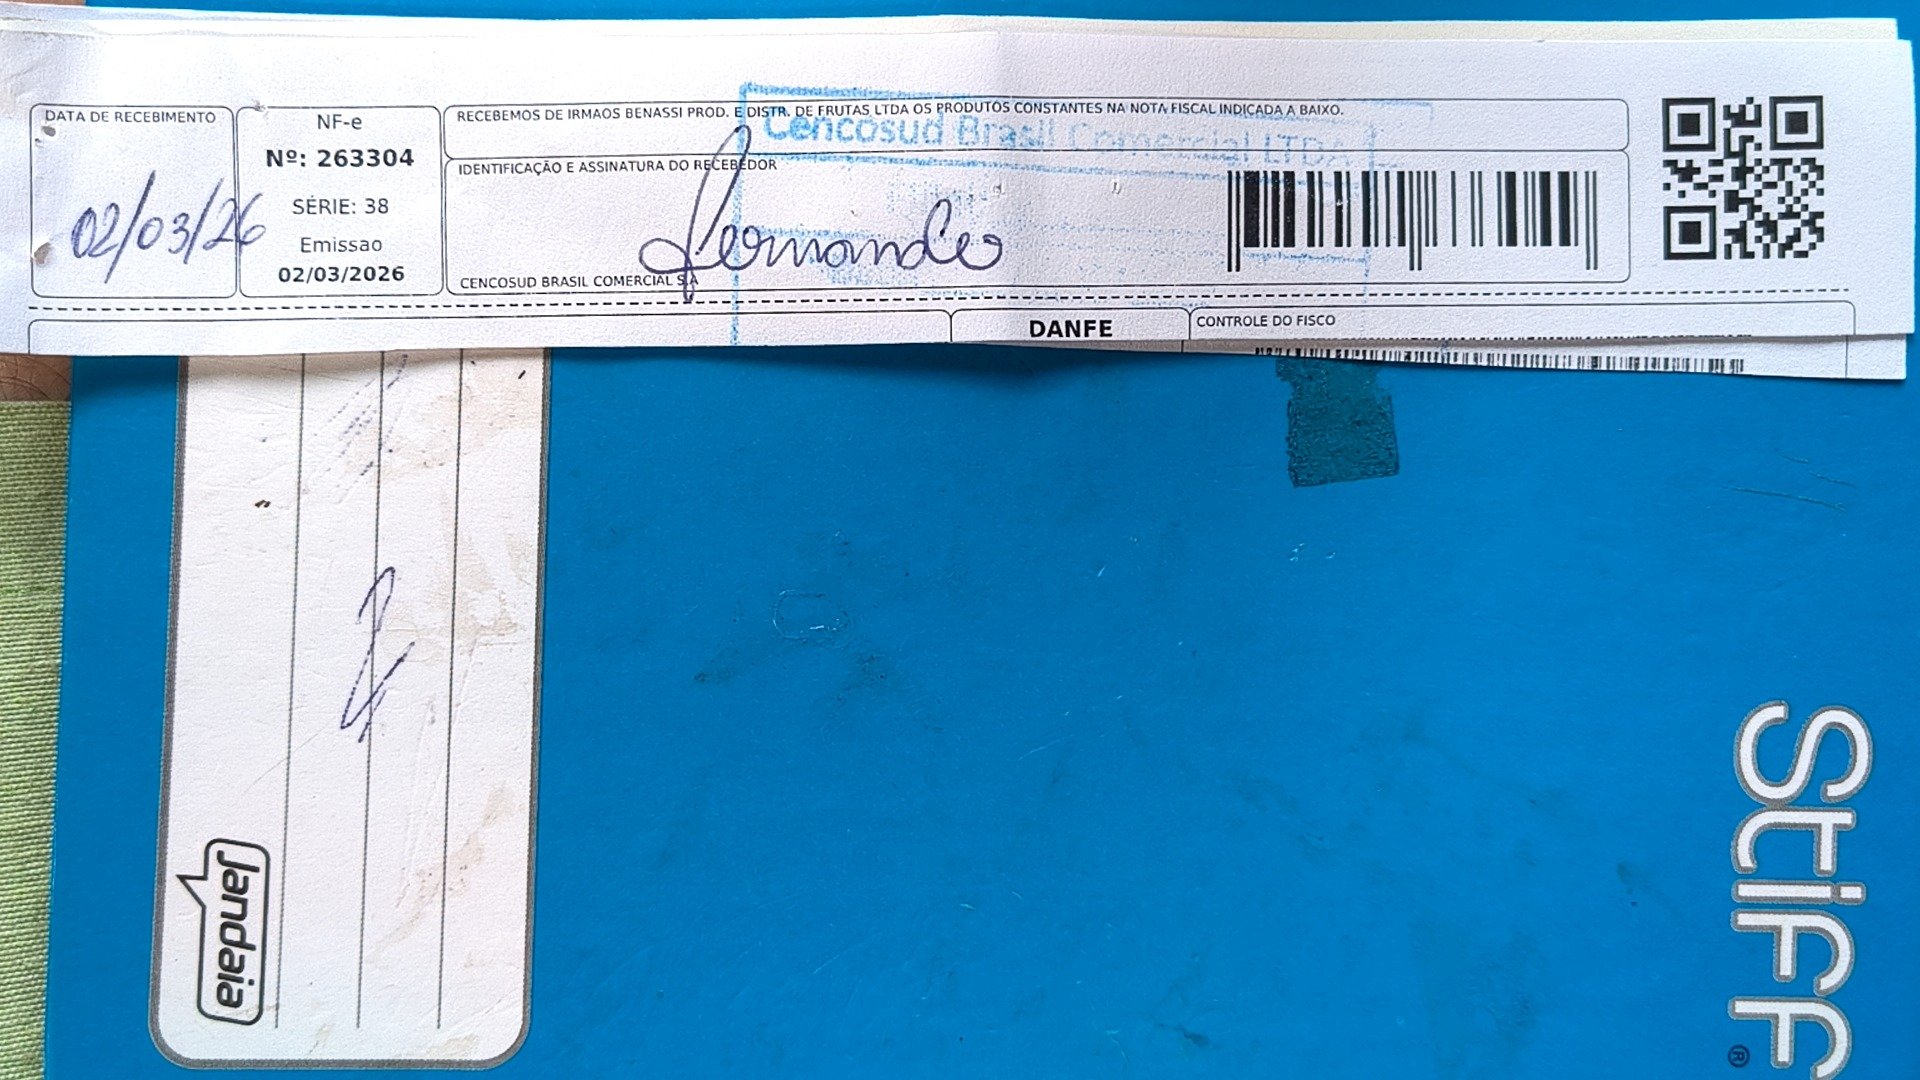 DATA DE RECEBIMENTO
02/03/26
NF-e
Nº: 263304
SÉRIE: 38
Emissao
02/03/2026
RECEBEMOS DE IRMAOS BENASSI PROD. E DISTR. DE FRUTAS LTDA OS PRODUTOS CONSTANTES NA NOTA FISCAL INDICADA A BAIXO.
Cencosud Brasil Comercial LTDA
IDENTIFICAÇÃO E ASSINATURA DO RECEBEDOR
Fernandes
CENCOSUD BRASIL COMERCIAL S.A
DANFE
CONTROLE DO FISCO
Jandaia
Stiff
®